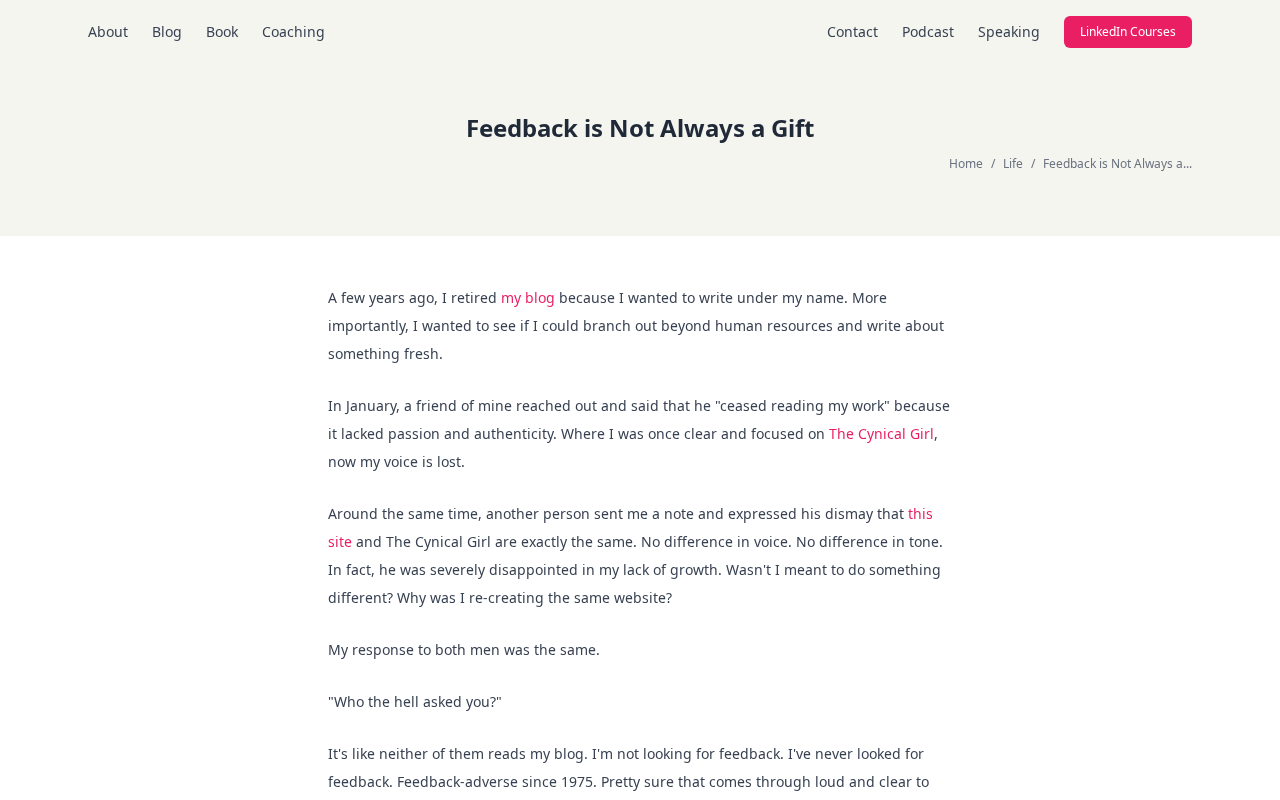 About Blog Book Coaching Contact Podcast Speaking LinkedIn Courses
Feedback is Not Always a Gift
Home / Life / Feedback is Not Always a...
A few years ago, I retired my blog because I wanted to write under my name. More
importantly, I wanted to see if I could branch out beyond human resources and write about
something fresh.
In January, a friend of mine reached out and said that he "ceased reading my work" because
it lacked passion and authenticity. Where I was once clear and focused on The Cynical Girl,
now my voice is lost.
Around the same time, another person sent me a note and expressed his dismay that this
site and The Cynical Girl are exactly the same. No difference in voice. No difference in tone.
In fact, he was severely disappointed in my lack of growth. Wasn't I meant to do something
different? Why was I re-creating the same website?
My response to both men was the same.
"Who the hell asked you?"
It's like neither of them reads my blog. I'm not looking for feedback. I've never looked for
feedback. Feedback-adverse since 1975. Pretty sure that comes through loud and clear to